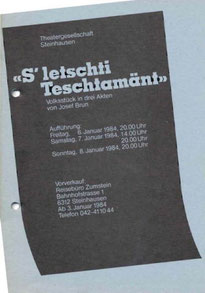 Theatergesellschaft
Steinhausen
«S' letschti
Teschtamänt»
Volksstück in drei Akten
von Josef Brun
Aufführung:
Freitag, 6. Januar 1984, 20.00 Uhr
Samstag, 7. Januar 1984, 14.00 Uhr
20.00 Uhr
Sonntag, 8. Januar 1984, 20.00 Uhr
Vorverkauf:
Reisebüro Zumstein
Bahnhofstrasse 1
6312 Steinhausen
Ab 3. Januar 1984
Telefon 042-41 10 44